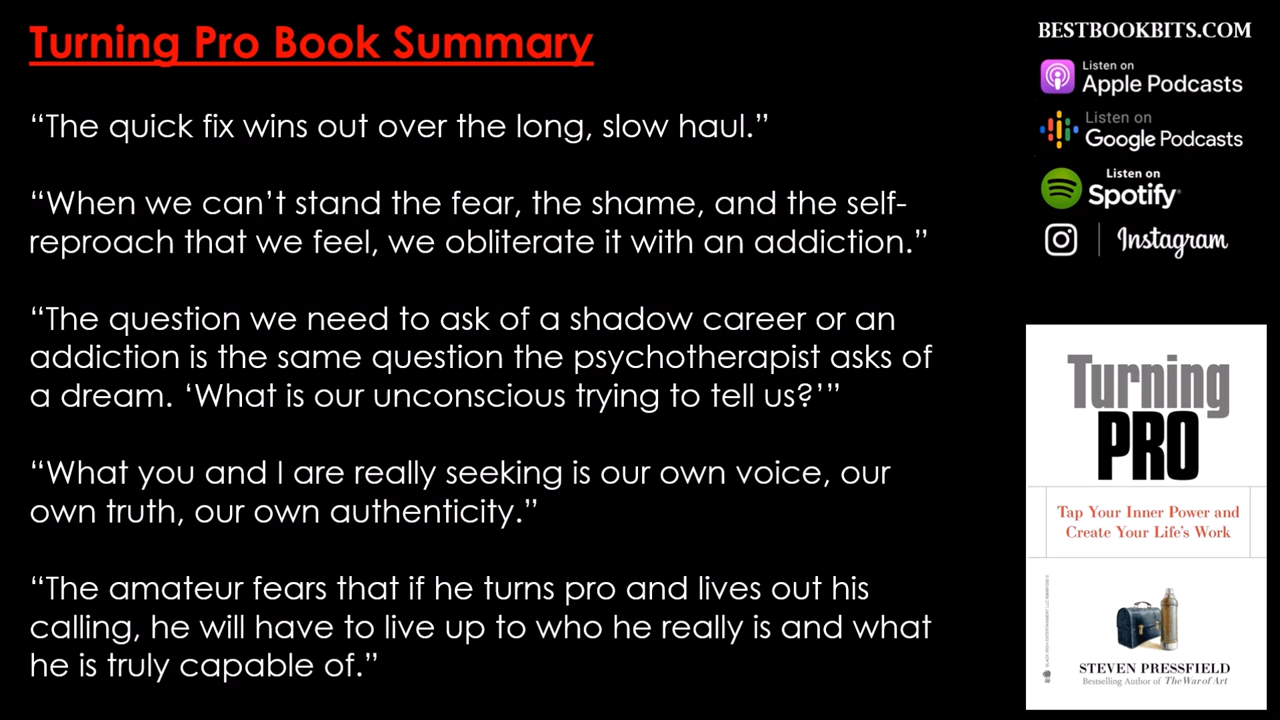 Turning Pro Book Summary
“The quick fix wins out over the long, slow haul.”
“When we can’t stand the fear, the shame, and the self-
reproach that we feel, we obliterate it with an addiction.”
“The question we need to ask of a shadow career or an
addiction is the same question the psychotherapist asks of
a dream. ‘What is our unconscious trying to tell us?’”
“What you and I are really seeking is our own voice, our
own truth, our own authenticity.”
“The amateur fears that if he turns pro and lives out his
calling, he will have to live up to who he really is and what
he is truly capable of.”
BESTBOOKBITS.COM
Listen on
Apple Podcasts
Listen on
Google Podcasts
Listen on
Spotify
Instagram
Turning
PRO
Tap Your Inner Power and
Create Your Life’s Work
STEVEN PRESSFIELD
Bestselling Author of The War of Art